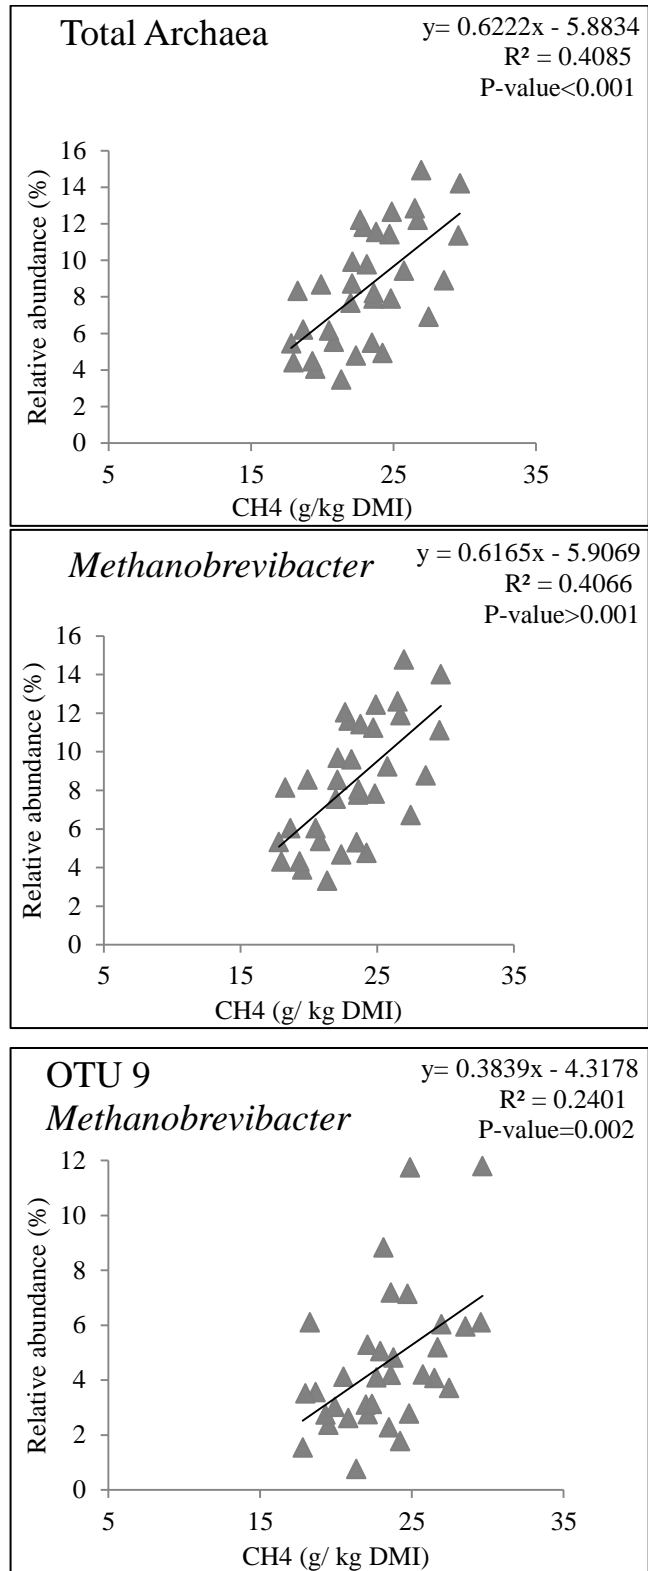 Total Archaea
y= 0.6222x - 5.8834
R² = 0.4085
P-value<0.001
16
14
12
10
8
6
4
2
0
Relative abundance (%)
5 15 25 35
CH4 (g/kg DMI)
Methanobrevibacter
y = 0.6165x - 5.9069
R² = 0.4066
P-value>0.001
16
14
12
10
8
6
4
2
0
Relative abundance (%)
5 15 25 35
CH4 (g/ kg DMI)
OTU 9
Methanobrevibacter
y= 0.3839x - 4.3178
R² = 0.2401
P-value=0.002
12
10
8
6
4
2
0
Relative abundance (%)
5 15 25 35
CH4 (g/ kg DMI)